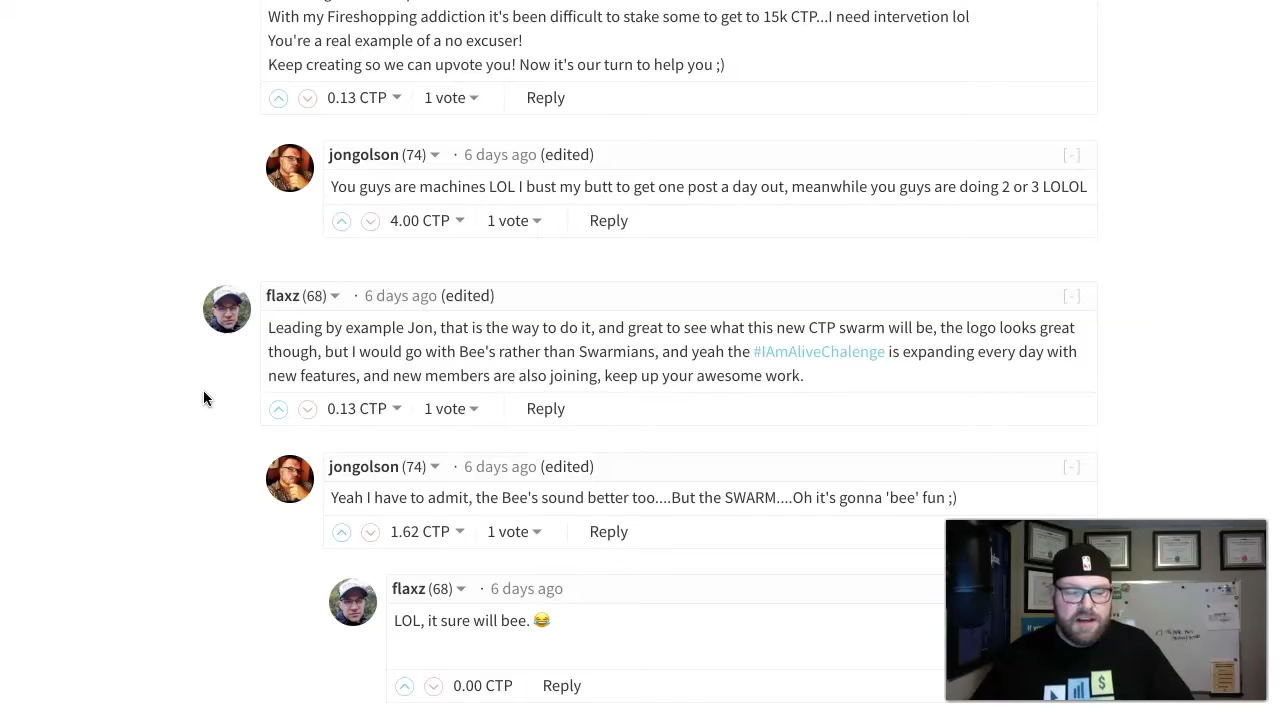 With my Fireshopping addiction it's been difficult to stake some to get to 15k CTP...I need intervetion lol
You're a real example of a no excuser!
Keep creating so we can upvote you! Now it's our turn to help you ;)
0.13 CTP 1 vote Reply
jongolson (74) · 6 days ago (edited) [-]
You guys are machines LOL I bust my butt to get one post a day out, meanwhile you guys are doing 2 or 3 LOLOL
4.00 CTP 1 vote Reply
flaxz (68) · 6 days ago (edited) [-]
Leading by example Jon, that is the way to do it, and great to see what this new CTP swarm will be, the logo looks great
though, but I would go with Bee's rather than Swarmians, and yeah the #IAmAliveChalenge is expanding every day with
new features, and new members are also joining, keep up your awesome work.
0.13 CTP 1 vote Reply
jongolson (74) · 6 days ago (edited) [-]
Yeah I have to admit, the Bee's sound better too....But the SWARM....Oh it's gonna 'bee' fun ;)
1.62 CTP 1 vote Reply
flaxz (68) · 6 days ago
LOL, it sure will bee. 😂
0.00 CTP Reply